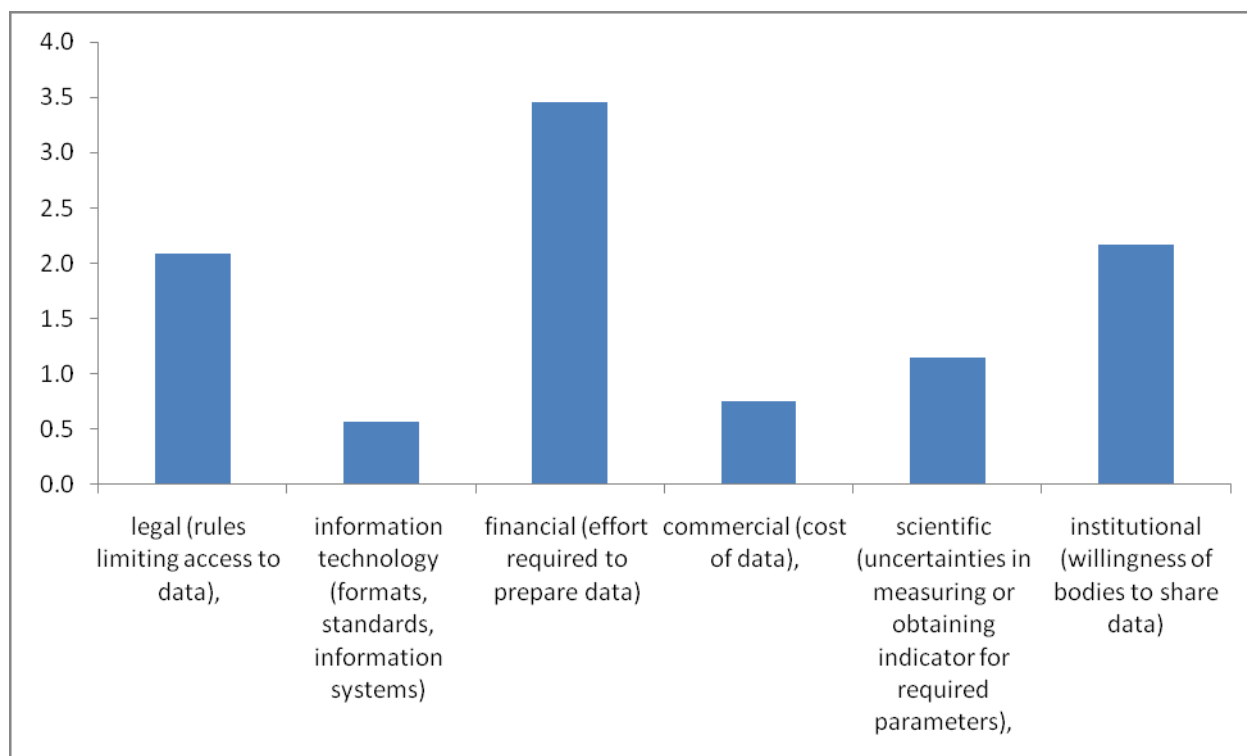 4.0
3.5
3.0
2.5
2.0
1.5
1.0
0.5
0.0
legal (rules
limiting access to
data),
information
technology
(formats,
standards,
information
systems)
financial (effort
required to
prepare data)
commercial (cost
of data),
scientific
(uncertainties in
measuring or
obtaining
indicator for
required
parameters),
institutional
(willingness of
bodies to share
data)